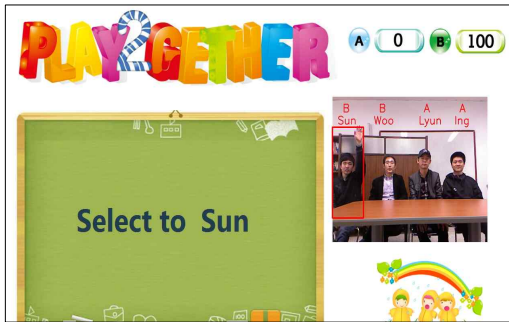 PLAY2GETHER
A 0 B 100
B B A A
Sun Woo Lyun Ing
Select to Sun